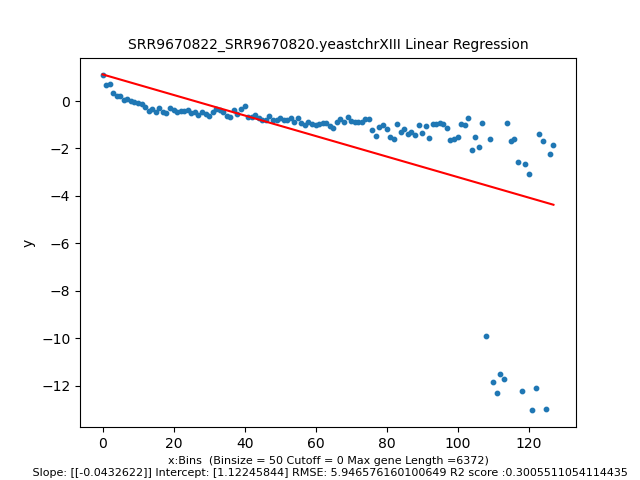 SRR9670822_SRR9670820.yeastchrXIII Linear Regression
0
−2
−4
−6
−8
−10
−12
y
0 20 40 60 80 100 120
x:Bins (Binsize = 50 Cutoff = 0 Max gene Length =6372)
Slope: [[-0.0432622]] Intercept: [1.12245844] RMSE: 5.946576160100649 R2 score :0.3005511054114435